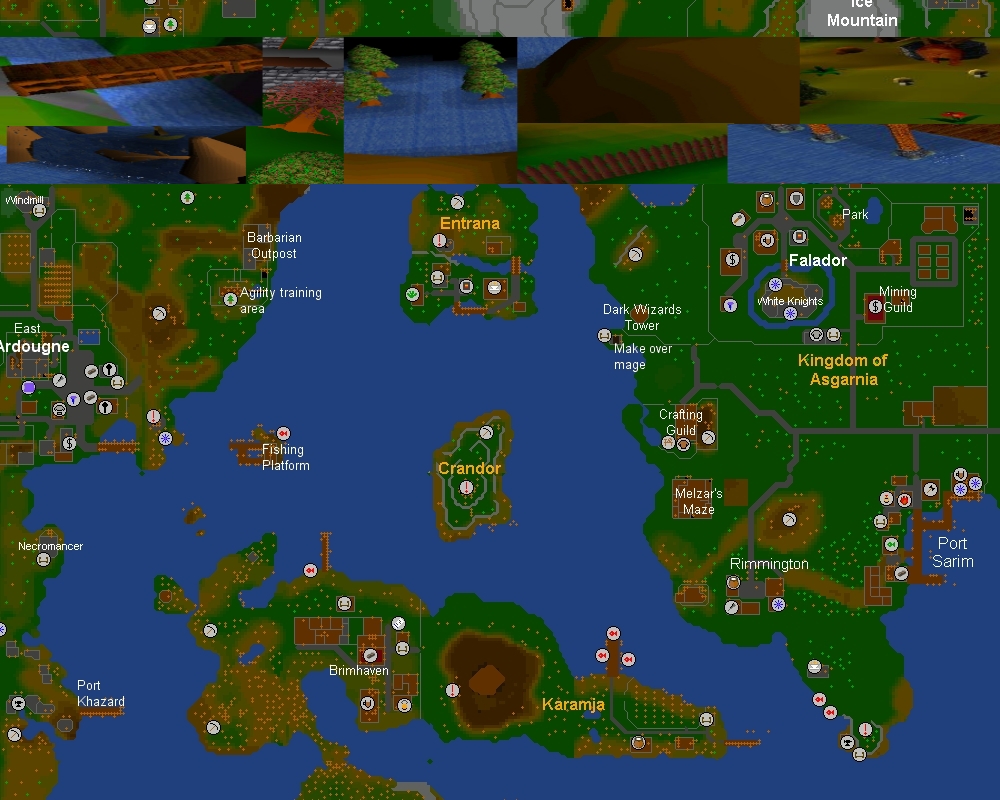 Ice
Mountain
Windmill
Entrana
Park
Barbarian
Outpost
Falador
Agility training
area
White Knights
Mining
Guild
Dark Wizards
Tower
East
Ardougne
Make over
mage
Kingdom of
Asgarnia
Crafting
Guild
Fishing
Platform
Crandor
Melzar's
Maze
Necromancer
Port
Sarim
Rimmington
Brimhaven
Port
Khazard
Karamja